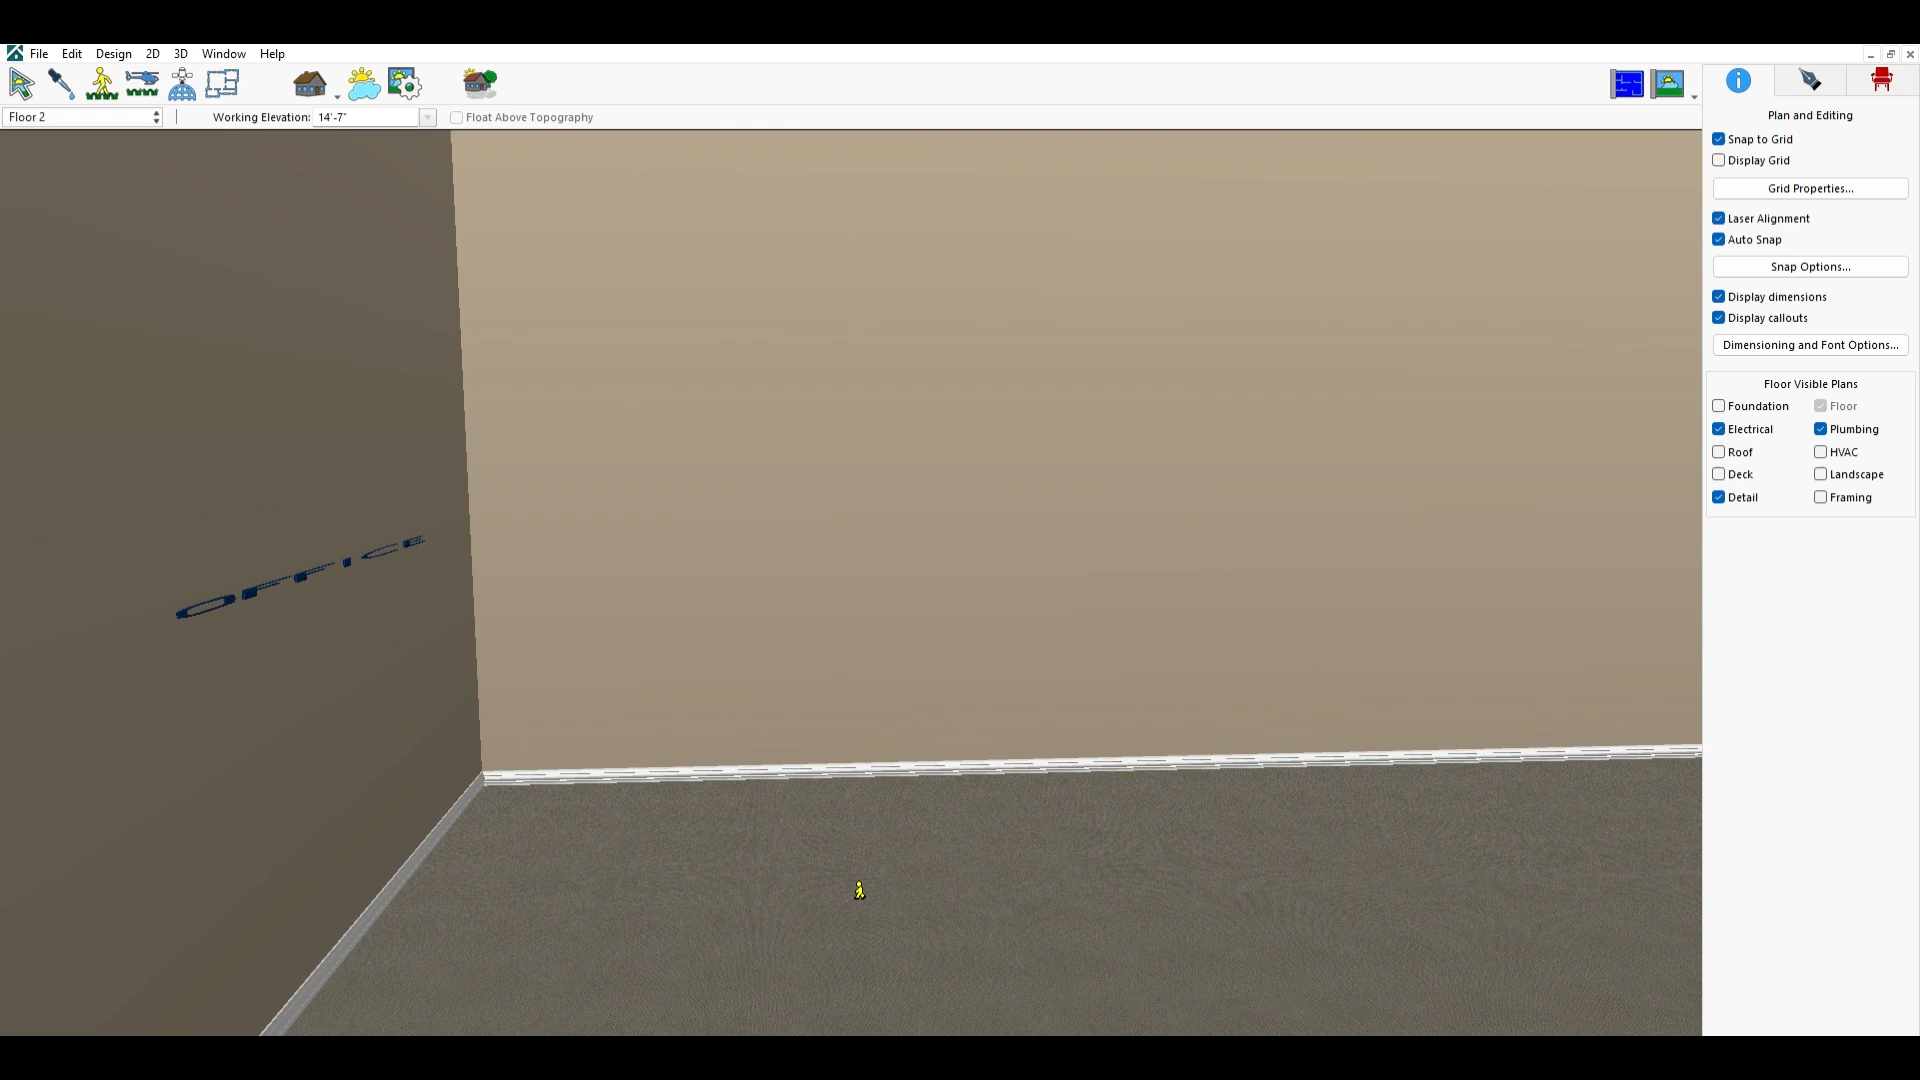 File Edit Design 2D 3D Window Help
Floor 2
Working Elevation: 14'-7"
Float Above Topography
Plan and Editing
Snap to Grid
Display Grid
Grid Properties...
Laser Alignment
Auto Snap
Snap Options...
Display dimensions
Display callouts
Dimensioning and Font Options...
Floor Visible Plans
Foundation Floor
Electrical Plumbing
Roof HVAC
Deck Landscape
Detail Framing
OFFICE